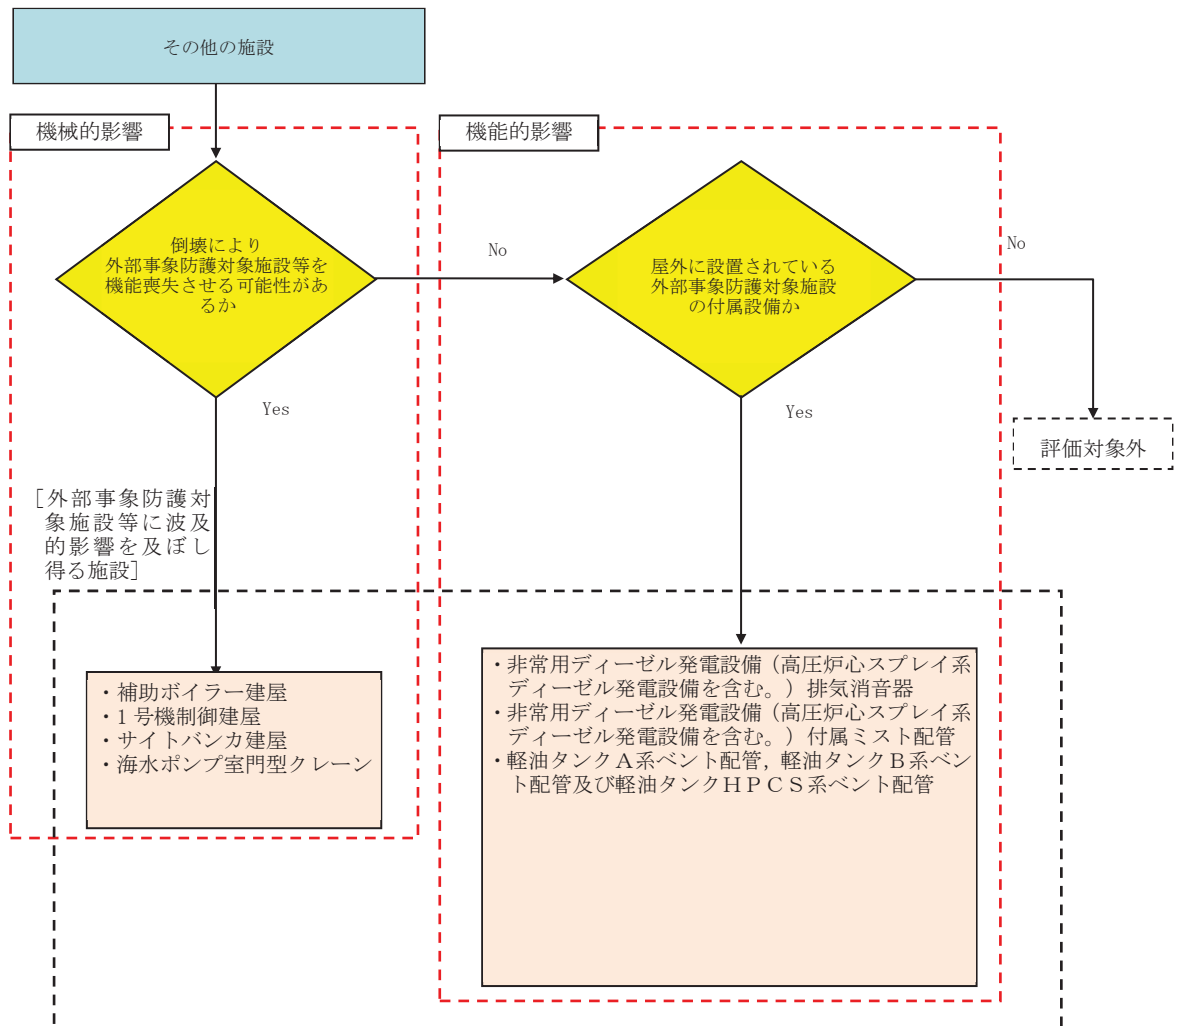 その他の施設
機械的影響
機能的影響
倒壊により
外部事象防護対象施設等を
機能喪失させる可能性があ
るか
No
屋外に設置されている
外部事象防護対象施設
の付属設備か
No
Yes
Yes
評価対象外
[外部事象防護対
象施設等に波及
的影響を及ぼし
得る施設]
・補助ボイラー建屋
・1号機制御建屋
・サイトバンカ建屋
・海水ポンプ室門型クレーン
・非常用ディーゼル発電設備（高圧炉心スプレイ系
ディーゼル発電設備を含む。）排気消音器
・非常用ディーゼル発電設備（高圧炉心スプレイ系
ディーゼル発電設備を含む。）付属ミスト配管
・軽油タンクＡ系ベント配管，軽油タンクＢ系ベン
ト配管及び軽油タンクＨＰＣＳ系ベント配管